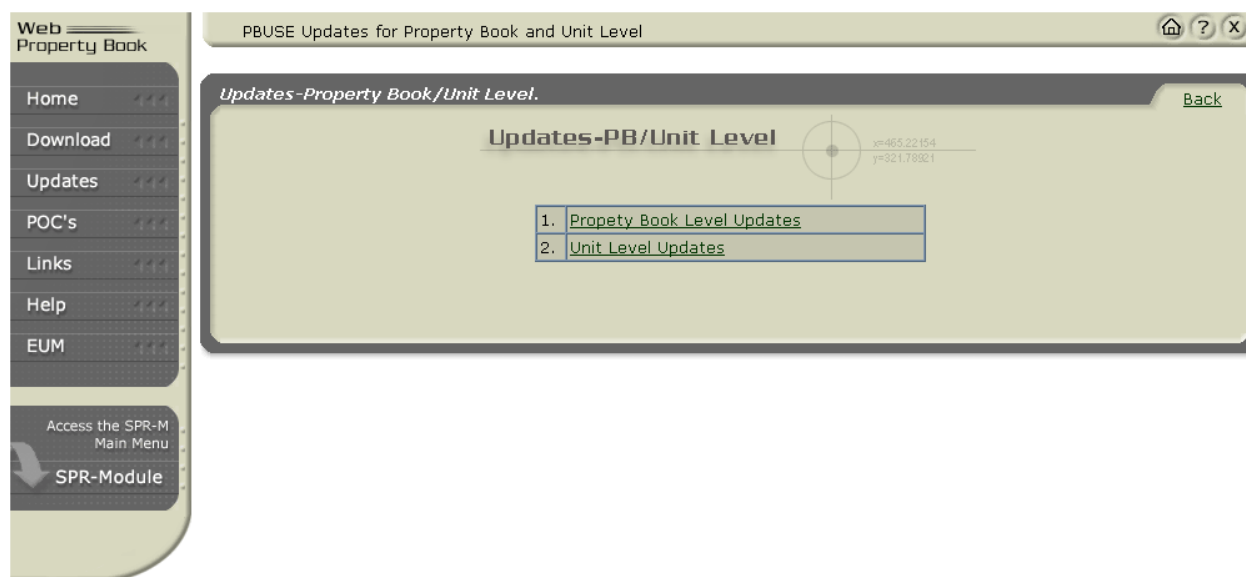 Web
Property Book
PBUSE Updates for Property Book and Unit Level
?
X
Home
Download
Updates
POC's
Links
Help
EUM
Access the SPR-M
Main Menu
SPR-Module
Updates-Property Book/Unit Level.
Back
Updates-PB/Unit Level
x=465.22154
y=321.78921
1. Propety Book Level Updates
2. Unit Level Updates